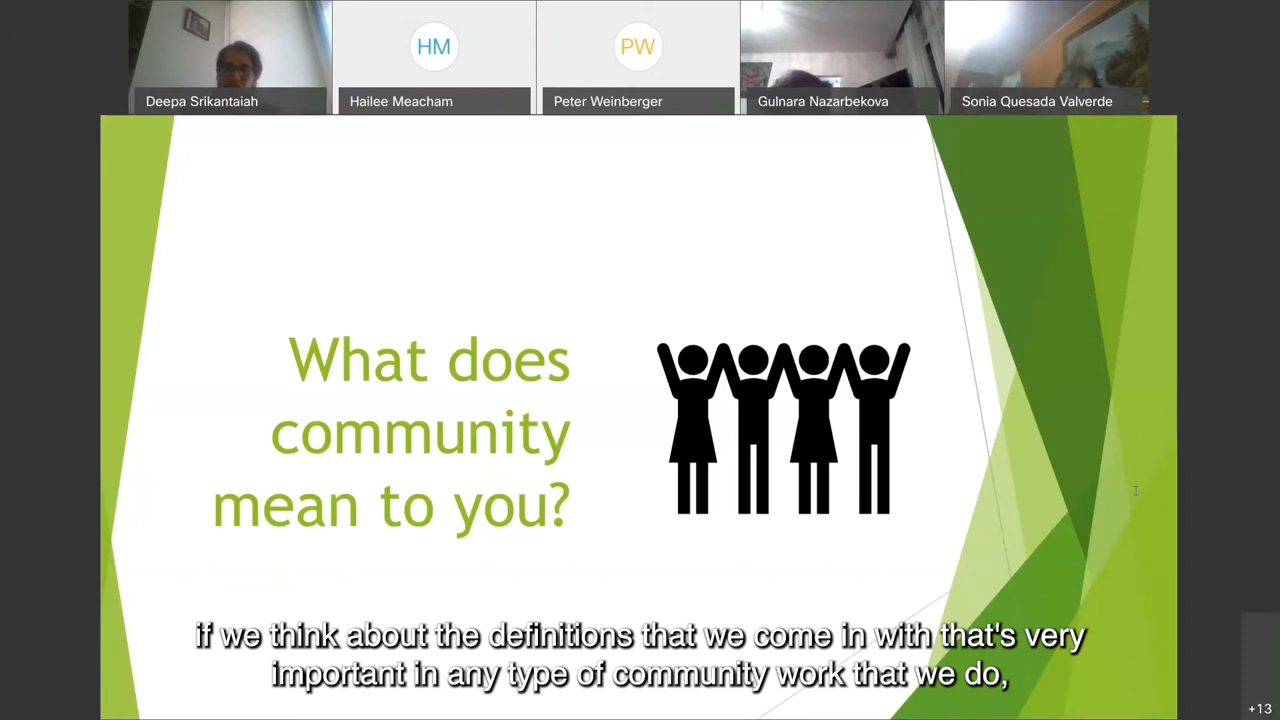 HM
PW
Deepa Srikantaiah
Hailee Meacham
Peter Weinberger
Gulnara Nazarbekova
Sonia Quesada Valverde
What does
community
mean to you?
if we think about the definitions that we come in with that's very
important in any type of community work that we do,
+13